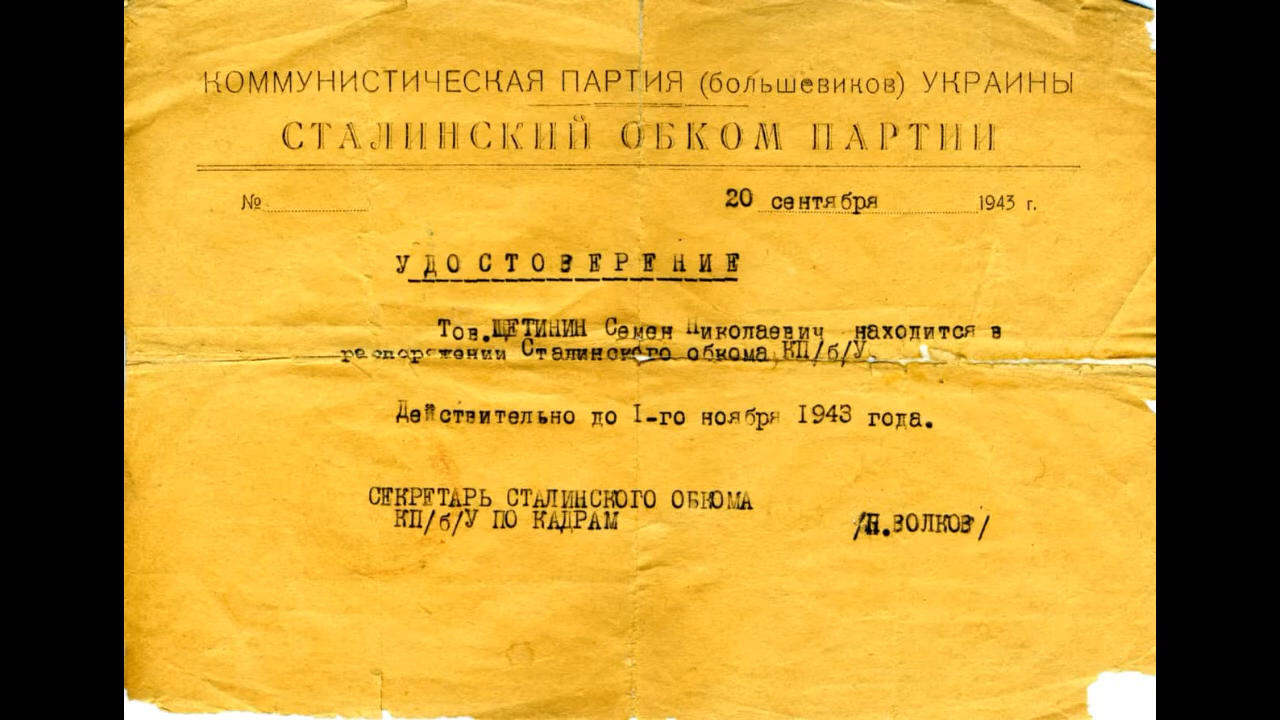 КОММУНИСТИЧЕСКАЯ ПАРТИЯ (большевиков) УКРАИНЫ
СТАЛИНСКИЙ ОБКОМ ПАРТИИ
№ 20 сентября 1943 г.
УДОСТОВЕРЕНИЕ
Тов.ЩЕТИНИН Семен Николаевич находится в
распоряжении Сталинского обкома КП/б/У.
Действительно до I-го ноября 1943 года.
СЕКРЕТАРЬ СТАЛИНСКОГО ОБКОМА
КП/б/У ПО КАДРАМ /Н.ВОЛКОВ/